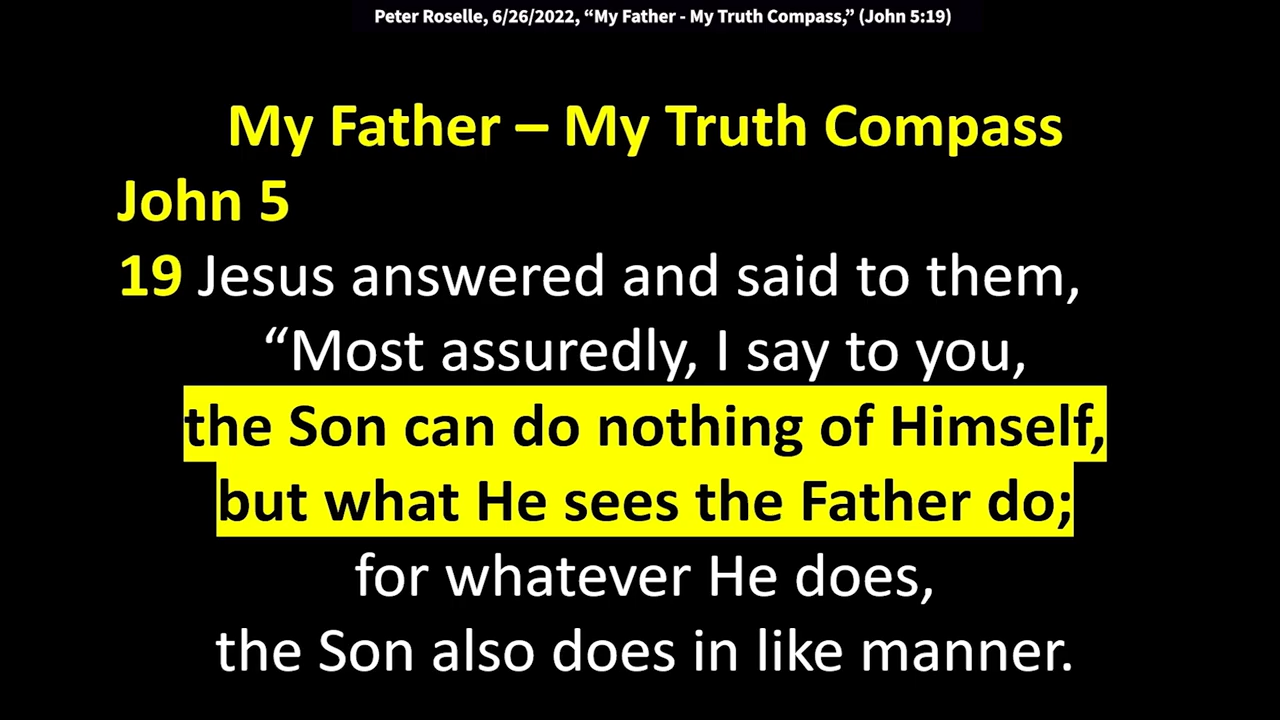 Peter Roselle, 6/26/2022, “My Father - My Truth Compass,” (John 5:19)
My Father – My Truth Compass
John 5
19 Jesus answered and said to them,
“Most assuredly, I say to you,
the Son can do nothing of Himself,
but what He sees the Father do;
for whatever He does,
the Son also does in like manner.